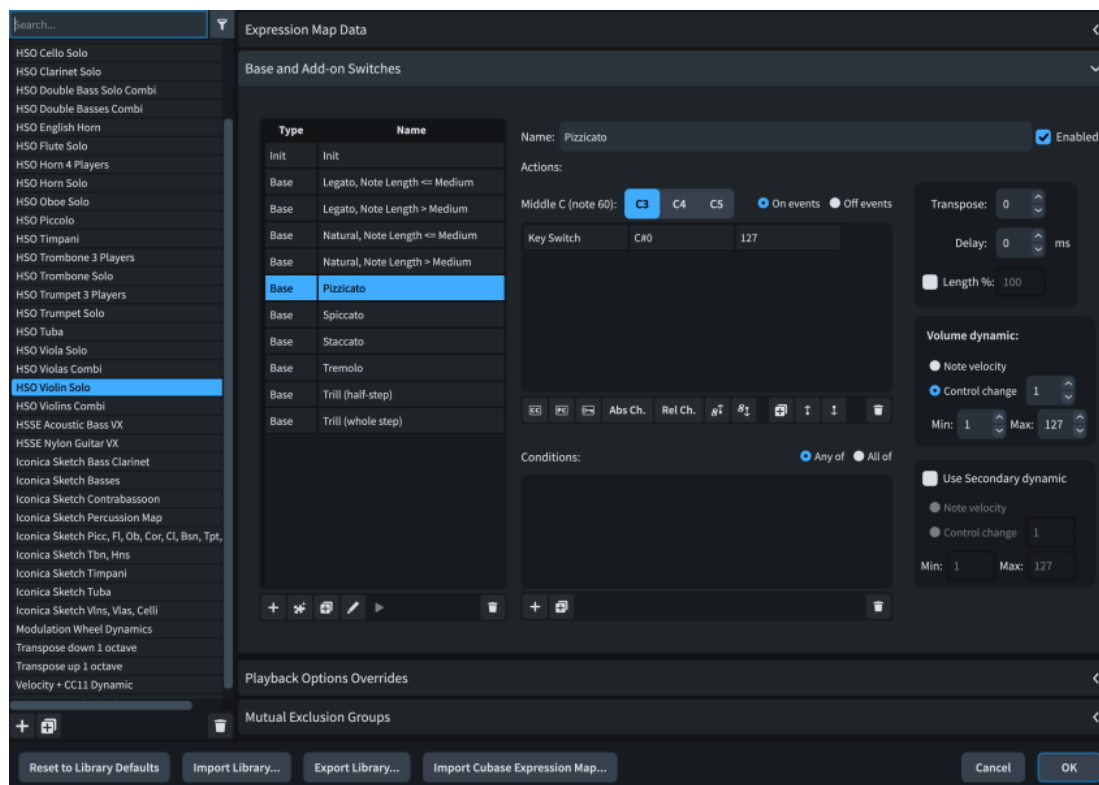 Search...
HSO Cello Solo
HSO Clarinet Solo
HSO Double Bass Solo Combi
HSO Double Basses Combi
HSO English Horn
HSO Flute Solo
HSO Horn 4 Players
HSO Horn Solo
HSO Oboe Solo
HSO Piccolo
HSO Timpani
HSO Trombone 3 Players
HSO Trombone Solo
HSO Trumpet 3 Players
HSO Trumpet Solo
HSO Tuba
HSO Viola Solo
HSO Violas Combi
HSO Violin Solo
HSO Violins Combi
HSSE Acoustic Bass VX
HSSE Nylon Guitar VX
Iconica Sketch Bass Clarinet
Iconica Sketch Basses
Iconica Sketch Contrabassoon
Iconica Sketch Percussion Map
Iconica Sketch Picc, Fl, Ob, Cor, Cl, Bsn, Tpt,
Iconica Sketch Tbn, Hns
Iconica Sketch Timpani
Iconica Sketch Tuba
Iconica Sketch Vlns, Vlas, Celli
Modulation Wheel Dynamics
Transpose down 1 octave
Transpose up 1 octave
Velocity + CC11 Dynamic
Expression Map Data
Base and Add-on Switches
Type Name
Init Init
Base Legato, Note Length <= Medium
Base Legato, Note Length > Medium
Base Natural, Note Length <= Medium
Base Natural, Note Length > Medium
Base Pizzicato
Base Spiccato
Base Staccato
Base Tremolo
Base Trill (half-step)
Base Trill (whole step)
Name: Pizzicato Enabled
Actions:
Middle C (note 60): C3 C4 C5 On events Off events
Key Switch C#0 127
CC PC Abs Ch. Rel Ch. 8 8
Conditions: Any of All of
Transpose: 0
Delay: 0 ms
Length %: 100
Volume dynamic:
Note velocity
Control change 1
Min: 1 Max: 127
Use Secondary dynamic
Note velocity
Control change 1
Min: 1 Max: 127
Playback Options Overrides
Mutual Exclusion Groups
Reset to Library Defaults Import Library... Export Library... Import Cubase Expression Map... Cancel OK